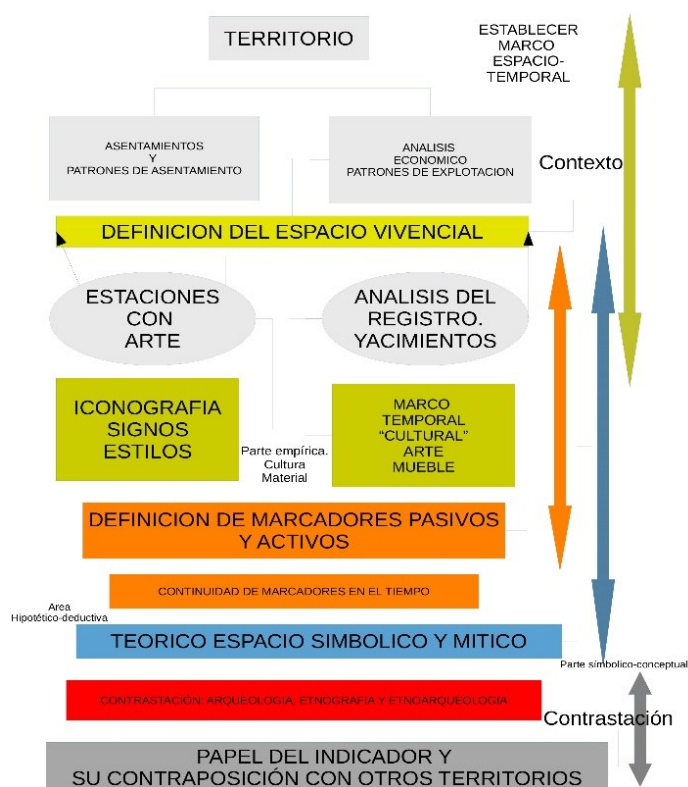 TERRITORIO
ESTABLECER
MARCO
ESPACIO-
TEMPORAL
ASENTAMIENTOS
Y
PATRONES DE ASENTAMIENTO
ANALISIS
ECONOMICO
PATRONES DE EXPLOTACION
Contexto
DEFINICION DEL ESPACIO VIVENCIAL
ESTACIONES
CON
ARTE
ANALISIS DEL
REGISTRO.
YACIMIENTOS
ICONOGRAFIA
SIGNOS
ESTILOS
Parte empírica.
Cultura
Material
MARCO
TEMPORAL
“CULTURAL”
ARTE
MUEBLE
DEFINICION DE MARCADORES PASIVOS
Y ACTIVOS
CONTINUIDAD DE MARCADORES EN EL TIEMPO
Area
Hipotético-deductiva
TEORICO ESPACIO SIMBOLICO Y MITICO
Parte símbolico-conceptual
CONTRASTACIÓN: ARQUEOLOGIA, ETNOGRAFIA Y ETNOARQUEOLOGIA
Contrastación
PAPEL DEL INDICADOR Y
SU CONTRAPOSICIÓN CON OTROS TERRITORIOS